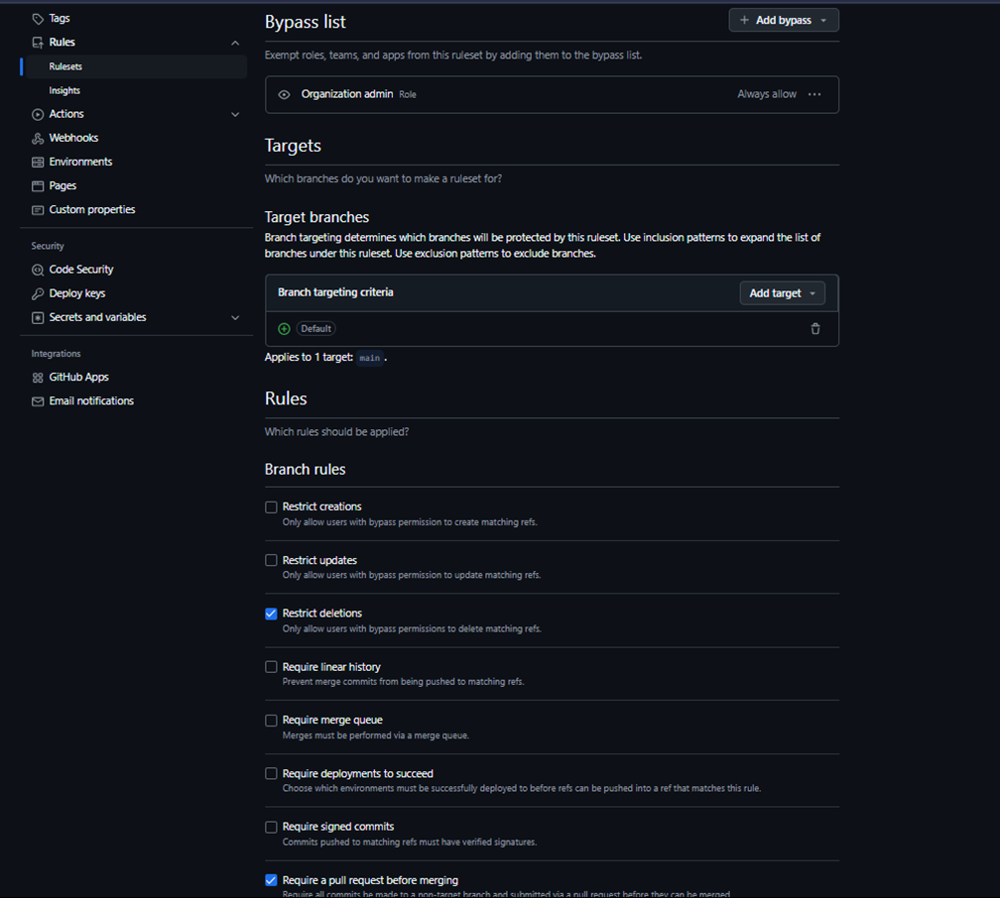 Tags
Rules
Rulesets
Insights
Actions
Webhooks
Environments
Pages
Custom properties
Security
Code Security
Deploy keys
Secrets and variables
Integrations
GitHub Apps
Email notifications
Bypass list
Add bypass
Exempt roles, teams, and apps from this ruleset by adding them to the bypass list.
Organization admin Role Always allow
Targets
Which branches do you want to make a ruleset for?
Target branches
Branch targeting determines which branches will be protected by this ruleset. Use inclusion patterns to expand the list of
branches under this ruleset. Use exclusion patterns to exclude branches.
Branch targeting criteria Add target
Default
Applies to 1 target: main .
Rules
Which rules should be applied?
Branch rules
Restrict creations
Only allow users with bypass permission to create matching refs.
Restrict updates
Only allow users with bypass permission to update matching refs.
Restrict deletions
Only allow users with bypass permissions to delete matching refs.
Require linear history
Prevent merge commits from being pushed to matching refs.
Require merge queue
Merges must be performed via a merge queue.
Require deployments to succeed
Choose which environments must be successfully deployed to before refs can be pushed into a ref that matches this rule.
Require signed commits
Commits pushed to matching refs must have verified signatures.
Require a pull request before merging
Require all commits be made to a non-target branch and submitted via a pull request before they can be merged.